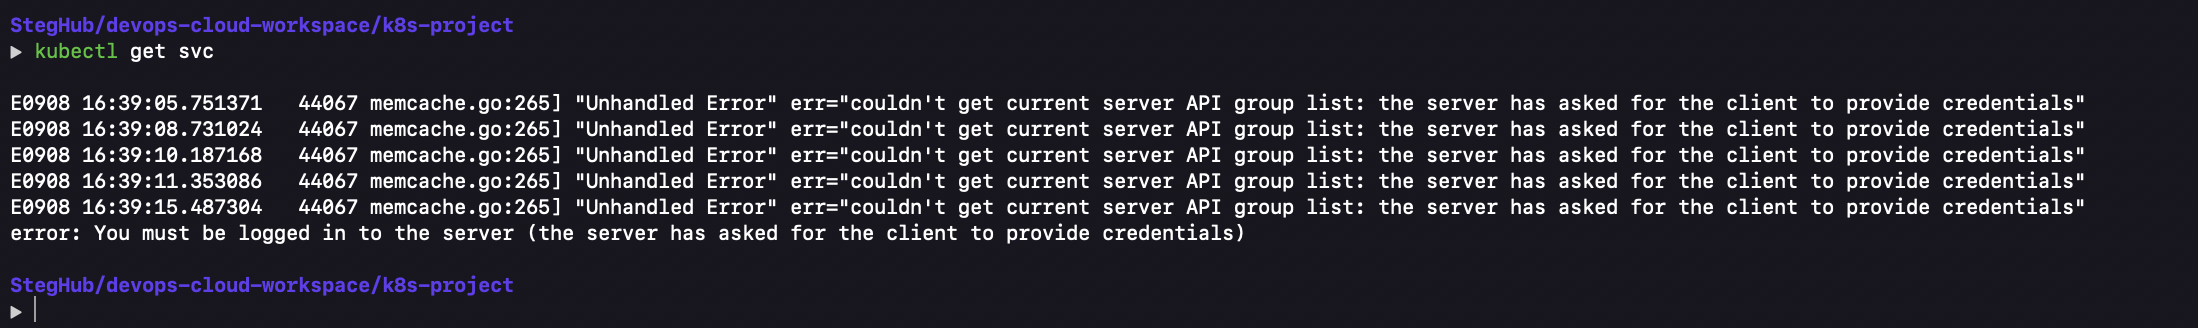 StegHub/devops-cloud-workspace/k8s-project
▶ kubectl get svc
E0908 16:39:05.751371   44067 memcache.go:265] "Unhandled Error" err="couldn't get current server API group list: the server has asked for the client to provide credentials"
E0908 16:39:08.731024   44067 memcache.go:265] "Unhandled Error" err="couldn't get current server API group list: the server has asked for the client to provide credentials"
E0908 16:39:10.187168   44067 memcache.go:265] "Unhandled Error" err="couldn't get current server API group list: the server has asked for the client to provide credentials"
E0908 16:39:11.353086   44067 memcache.go:265] "Unhandled Error" err="couldn't get current server API group list: the server has asked for the client to provide credentials"
E0908 16:39:15.487304   44067 memcache.go:265] "Unhandled Error" err="couldn't get current server API group list: the server has asked for the client to provide credentials"
error: You must be logged in to the server (the server has asked for the client to provide credentials)
StegHub/devops-cloud-workspace/k8s-project
▶